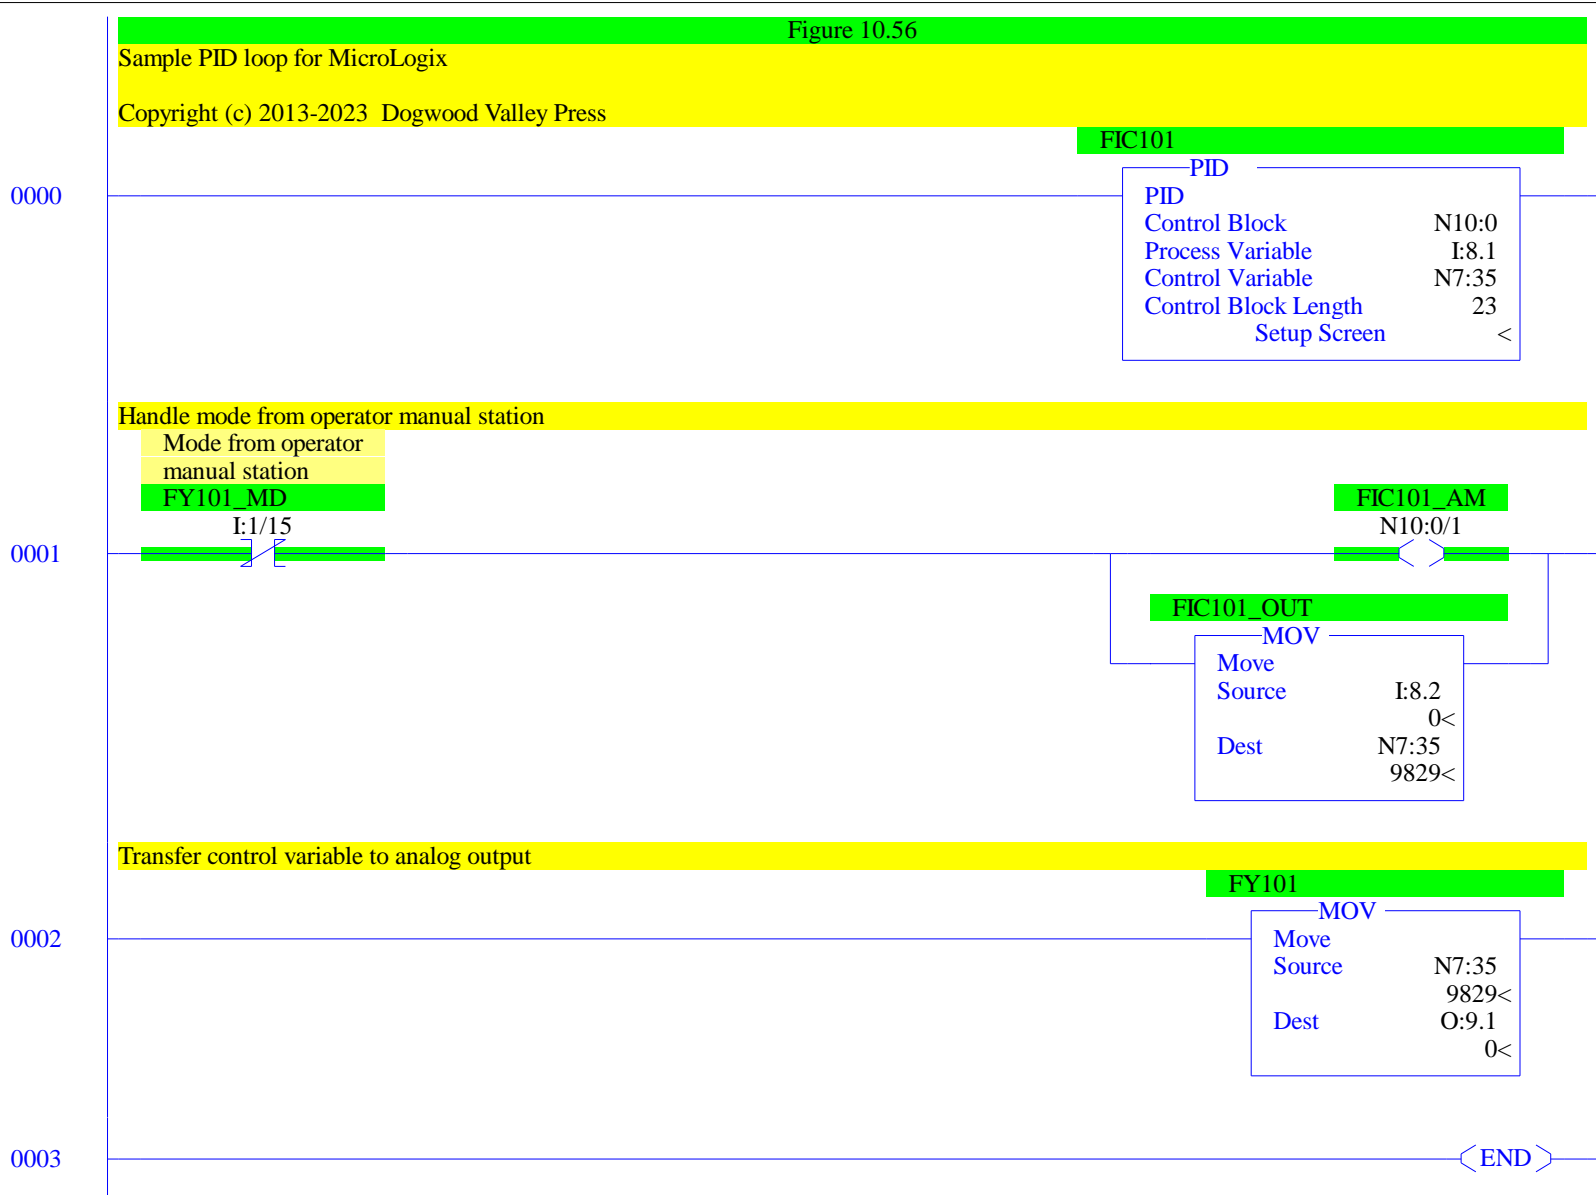 Figure 10.56
Sample PID loop for MicroLogix
Copyright (c) 2013-2023 Dogwood Valley Press
FIC101
PID
0000
PID
Control Block N10:0
Process Variable I:8.1
Control Variable N7:35
Control Block Length 23
Setup Screen <
Handle mode from operator manual station
Mode from operator
manual station
FY101_MD
I:1/15
FIC101_AM
N10:0/1
0001
FIC101_OUT
MOV
Move
Source I:8.2
0<
Dest N7:35
9829<
Transfer control variable to analog output
FY101
MOV
0002
Move
Source N7:35
9829<
Dest O:9.1
0<
0003
END